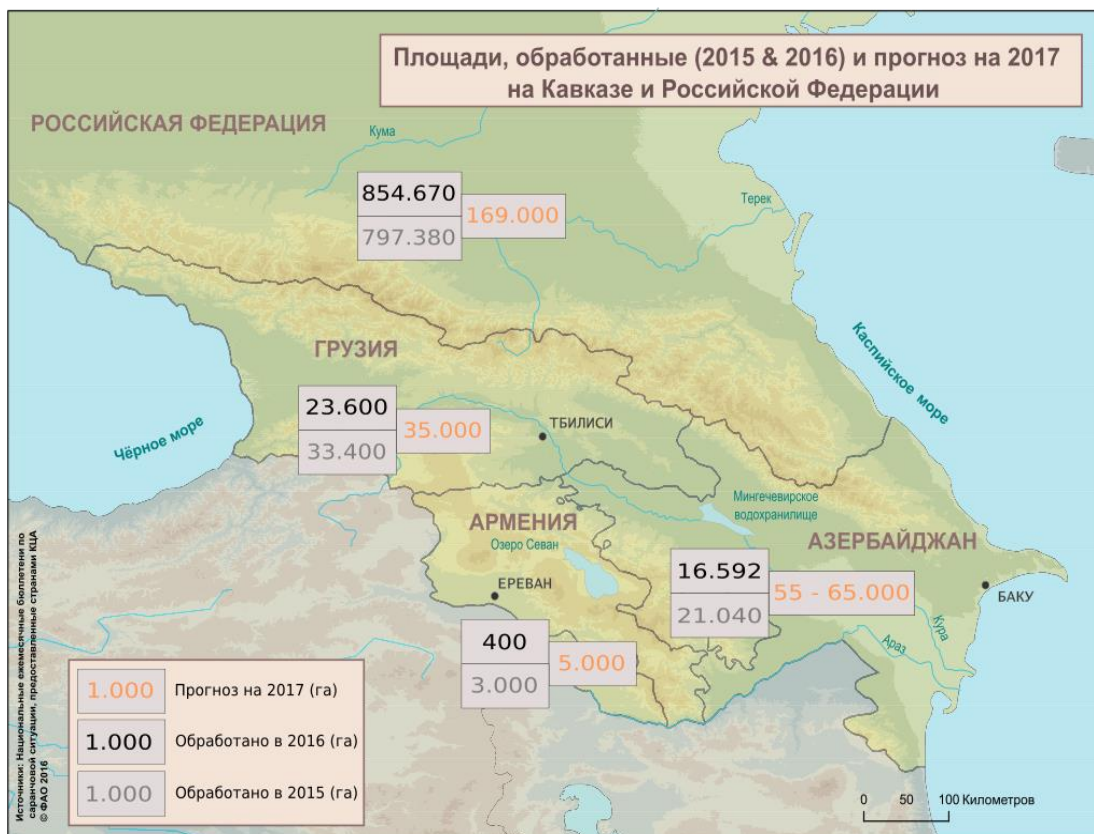 Площади, обработанные (2015 & 2016) и прогноз на 2017
на Кавказе и Российской Федерации
РОССИЙСКАЯ ФЕДЕРАЦИЯ
Кума
Терек
854.670
797.380
169.000
Каспийское море
ГРУЗИЯ
Чёрное море
23.600
33.400
35.000
ТБИЛИСИ
Мингечевирское
водохранилище
АРМЕНИЯ
Озеро Севан
ЕРЕВАН
АЗЕРБАЙДЖАН
16.592
21.040
55 - 65.000
БАКУ
Кура
Араз
400
3.000
5.000
1.000 Прогноз на 2017 (га)
1.000 Обработано в 2016 (га)
1.000 Обработано в 2015 (га)
0 50 100 Километров
Источники: Национальные ежемесячные бюллетени по
саранчовой ситуации, предоставленные странами КЦА
© ФАО 2016